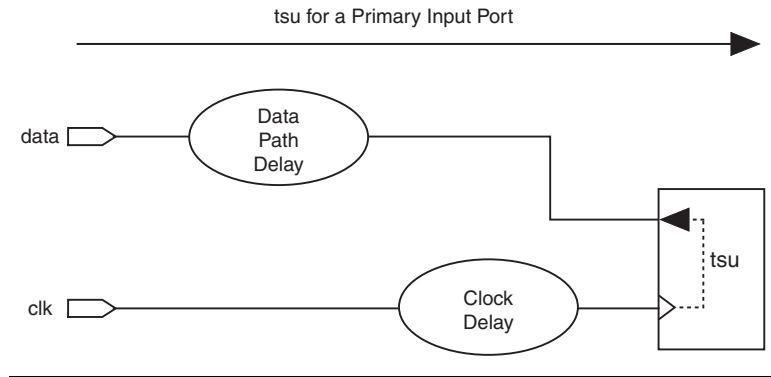 tsu for a Primary Input Port
data
Data
Path
Delay
tsu
clk
Clock
Delay